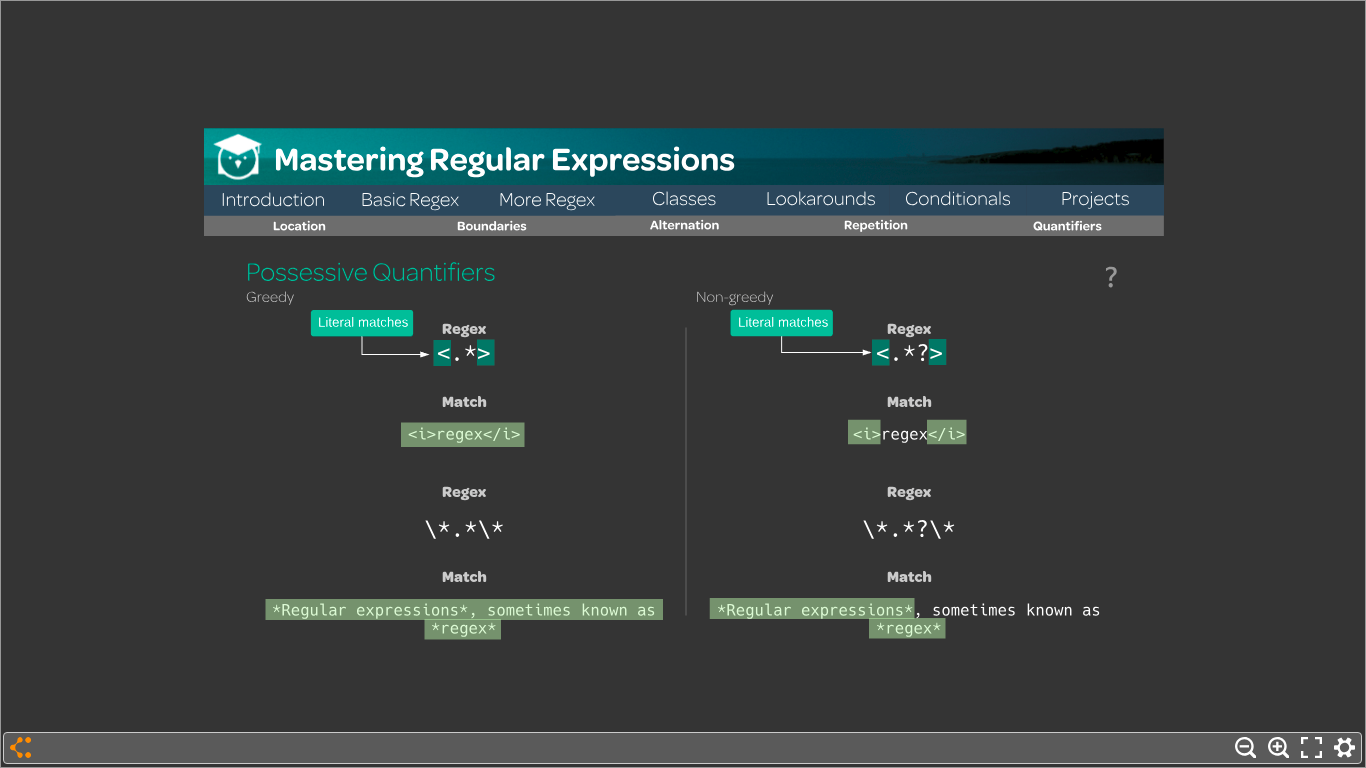 Mastering Regular Expressions
Introduction Basic Regex More Regex Classes Lookarounds Conditionals Projects
Location Boundaries Alternation Repetition Quantifiers
Possessive Quantifiers
?
Greedy
Literal matches
Regex
<.*>
Match
<i>regex</i>
Regex
\*.*\*
Match
*Regular expressions*, sometimes known as
*regex*
Non-greedy
Literal matches
Regex
<.*?>
Match
<i>regex</i>
Regex
\*.*?\*
Match
*Regular expressions*, sometimes known as
*regex*